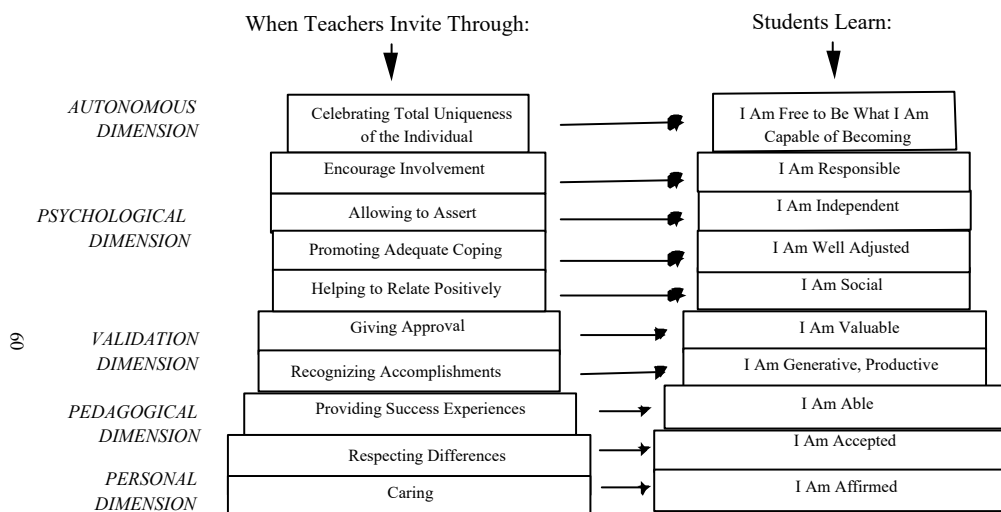 When Teachers Invite Through:
Students Learn:
AUTONOMOUS
DIMENSION
Celebrating Total Uniqueness
of the Individual
I Am Free to Be What I Am
Capable of Becoming
Encourage Involvement
I Am Responsible
PSYCHOLOGICAL
DIMENSION
Allowing to Assert
I Am Independent
Promoting Adequate Coping
I Am Well Adjusted
Helping to Relate Positively
I Am Social
60
VALIDATION
DIMENSION
Giving Approval
I Am Valuable
Recognizing Accomplishments
I Am Generative, Productive
PEDAGOGICAL
DIMENSION
Providing Success Experiences
I Am Able
Respecting Differences
I Am Accepted
PERSONAL
DIMENSION
Caring
I Am Affirmed